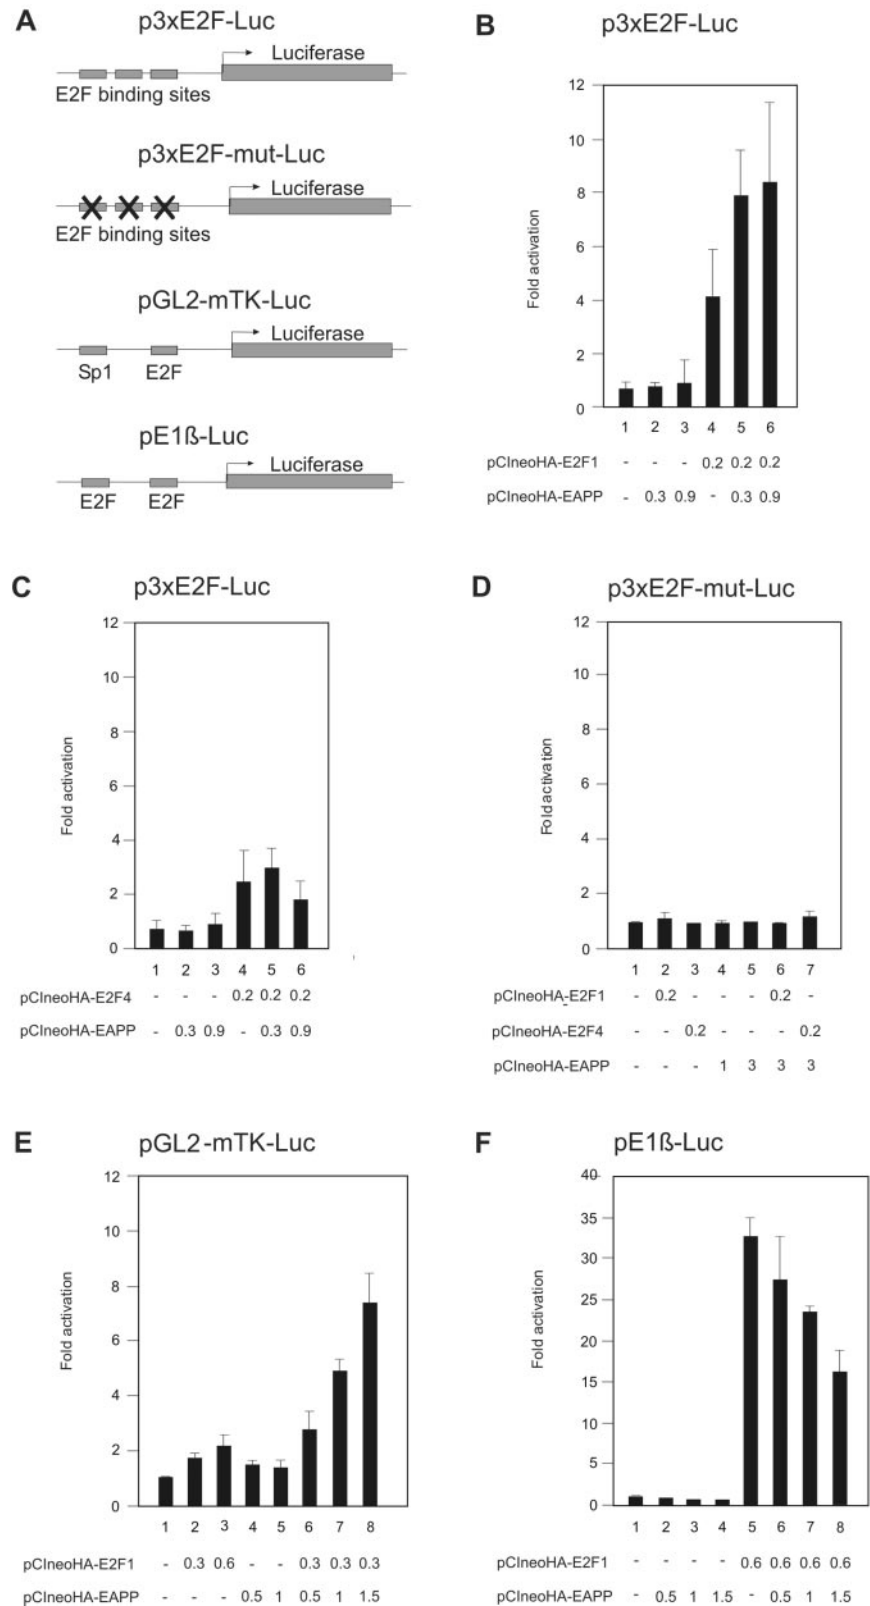 A
p3xE2F-Luc
Luciferase
E2F binding sites
p3xE2F-mut-Luc
Luciferase
E2F binding sites
pGL2-mTK-Luc
Luciferase
Sp1 E2F
pE1ß-Luc
Luciferase
E2F E2F
B
p3xE2F-Luc
Fold activation
12
10
8
6
4
2
0
1 2 3 4 5 6
pCIneoHA-E2F1 - - - 0.2 0.2 0.2
pCIneoHA-EAPP - 0.3 0.9 - 0.3 0.9
C
p3xE2F-Luc
Fold activation
12
10
8
6
4
2
0
1 2 3 4 5 6
pCIneoHA-E2F4 - - - 0.2 0.2 0.2
pCIneoHA-EAPP - 0.3 0.9 - 0.3 0.9
D
p3xE2F-mut-Luc
Fold activation
12
10
8
6
4
2
0
1 2 3 4 5 6 7
pCIneoHA-E2F1 - 0.2 - - - 0.2 -
pCIneoHA-E2F4 - - 0.2 - - - 0.2
pCIneoHA-EAPP - - - 1 3 3 3
E
pGL2-mTK-Luc
Fold activation
12
10
8
6
4
2
0
1 2 3 4 5 6 7 8
pCIneoHA-E2F1 - 0.3 0.6 - - 0.3 0.3 0.3
pCIneoHA-EAPP - - - 0.5 1 0.5 1 1.5
F
pE1ß-Luc
Fold activation
40
35
30
25
20
15
10
5
0
1 2 3 4 5 6 7 8
pCIneoHA-E2F1 - - - - 0.6 0.6 0.6 0.6
pCIneoHA-EAPP - 0.5 1 1.5 - 0.5 1 1.5